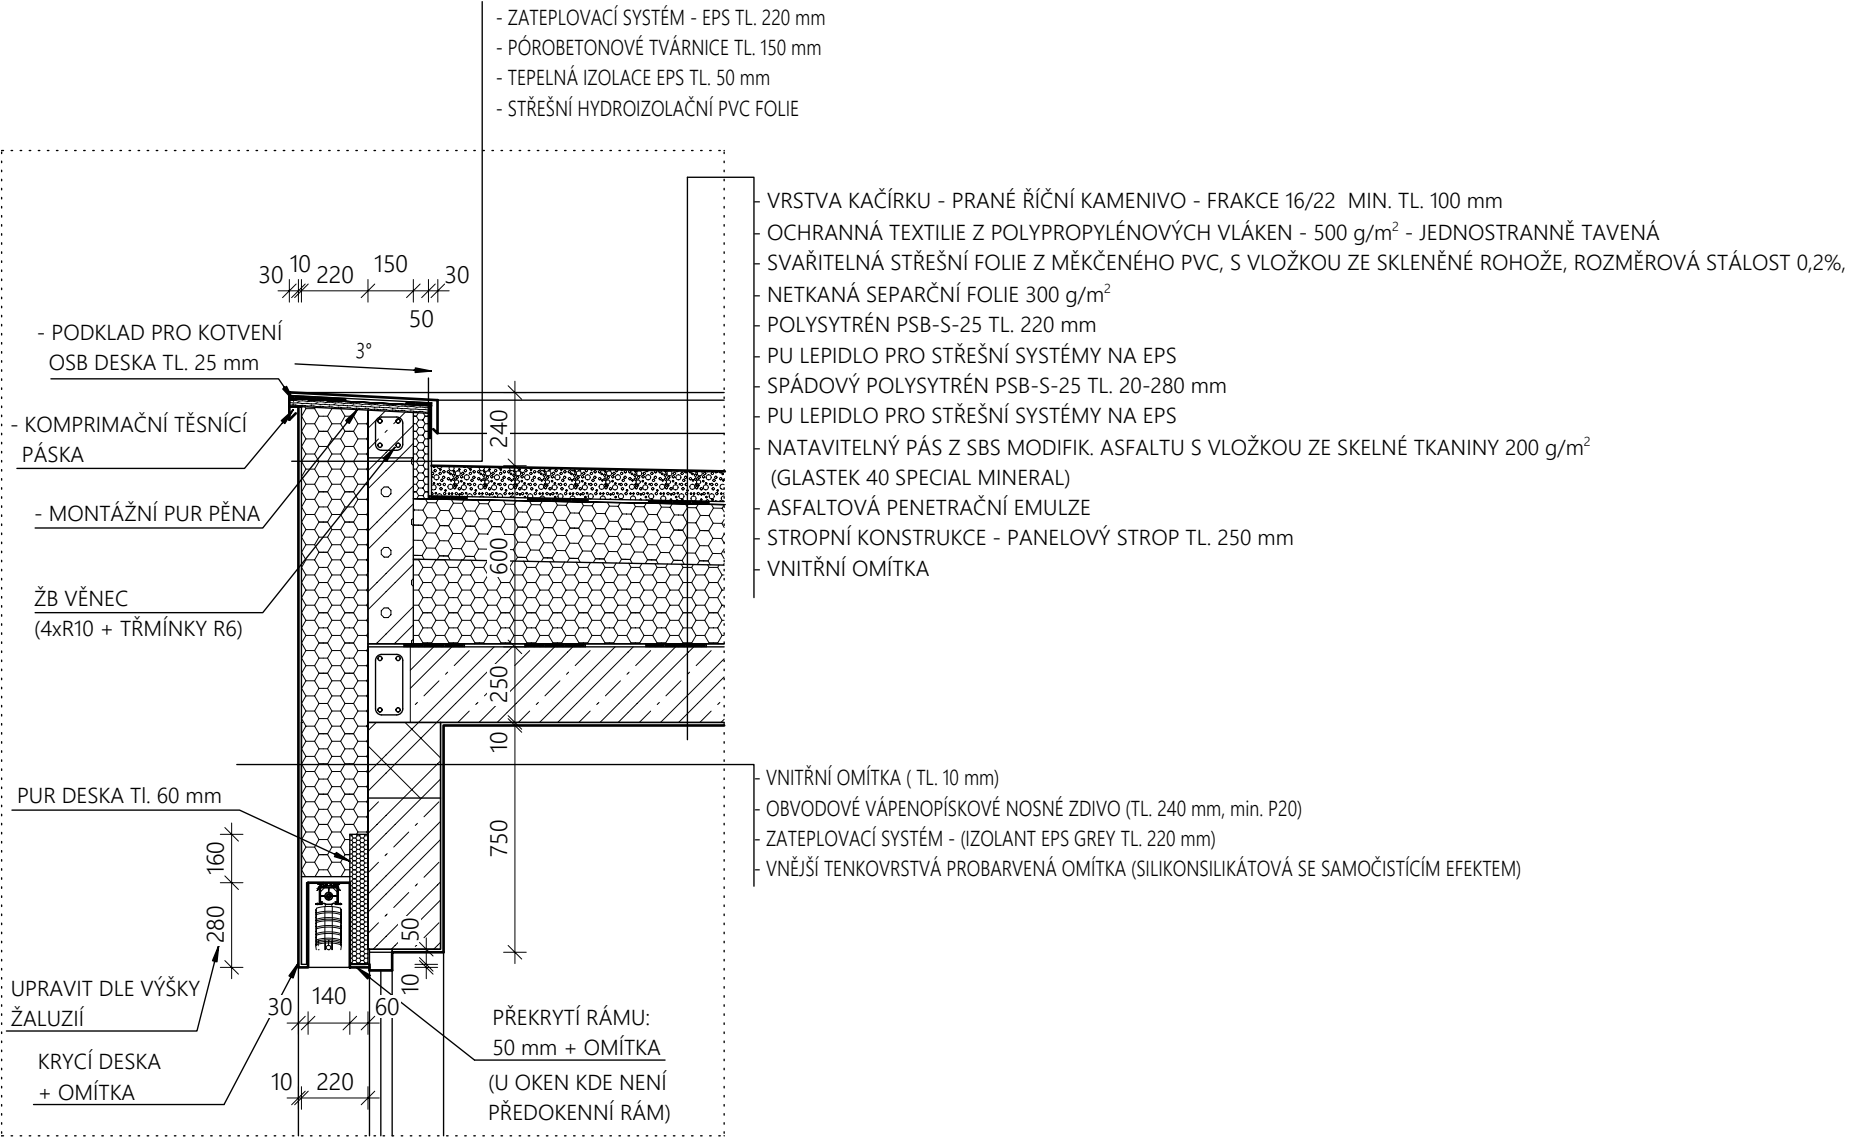 - ZATEPLOVACÍ SYSTÉM - EPS TL. 220 mm
- PÓROBETONOVÉ TVÁRNICE TL. 150 mm
- TEPELNÁ IZOLACE EPS TL. 50 mm
- STŘEŠNÍ HYDROIZOLAČNÍ PVC FOLIE
- VRSTVA KAČÍRKU - PRANÉ ŘÍČNÍ KAMENIVO - FRAKCE 16/22 MIN. TL. 100 mm
- OCHRANNÁ TEXTILIE Z POLYPROPYLÉNOVÝCH VLÁKEN - 500 g/m² - JEDNOSTRANNĚ TAVENÁ
- SVAŘITELNÁ STŘEŠNÍ FOLIE Z MĚKČENÉHO PVC, S VLOŽKOU ZE SKLENĚNÉ ROHOŽE, ROZMĚROVÁ STÁLOST 0,2%,
- NETKANÁ SEPARČNÍ FOLIE 300 g/m²
- POLYSYTRÉN PSB-S-25 TL. 220 mm
- PU LEPIDLO PRO STŘEŠNÍ SYSTÉMY NA EPS
- SPÁDOVÝ POLYSYTRÉN PSB-S-25 TL. 20-280 mm
- PU LEPIDLO PRO STŘEŠNÍ SYSTÉMY NA EPS
- NATAVITELNÝ PÁS Z SBS MODIFIK. ASFALTU S VLOŽKOU ZE SKELNÉ TKANINY 200 g/m²
(GLASTEK 40 SPECIAL MINERAL)
- ASFALTOVÁ PENETRAČNÍ EMULZE
- STROPNÍ KONSTRUKCE - PANELOVÝ STROP TL. 250 mm
- VNITŘNÍ OMÍTKA
30 10 220 150 30
50
- PODKLAD PRO KOTVENÍ
OSB DESKA TL. 25 mm
3°
- KOMPRIMAČNÍ TĚSNÍCÍ
PÁSKA
- MONTÁŽNÍ PUR PĚNA
ŽB VĚNEC
(4xR10 + TŘMÍNKY R6)
240
600
250
10
750
- VNITŘNÍ OMÍTKA ( TL. 10 mm)
- OBVODOVÉ VÁPENOPÍSKOVÉ NOSNÉ ZDIVO (TL. 240 mm, min. P20)
- ZATEPLOVACÍ SYSTÉM - (IZOLANT EPS GREY TL. 220 mm)
- VNĚJŠÍ TENKOVRSTVÁ PROBARVENÁ OMÍTKA (SILIKONSILIKÁTOVÁ SE SAMOČISTÍCÍM EFEKTEM)
PUR DESKA Tl. 60 mm
160
280
50
10
UPRAVIT DLE VÝŠKY
ŽALUZIÍ
30 140 60
KRYCÍ DESKA
+ OMÍTKA
10 220
PŘEKRYTÍ RÁMU:
50 mm + OMÍTKA
(U OKEN KDE NENÍ
PŘEDOKENNÍ RÁM)